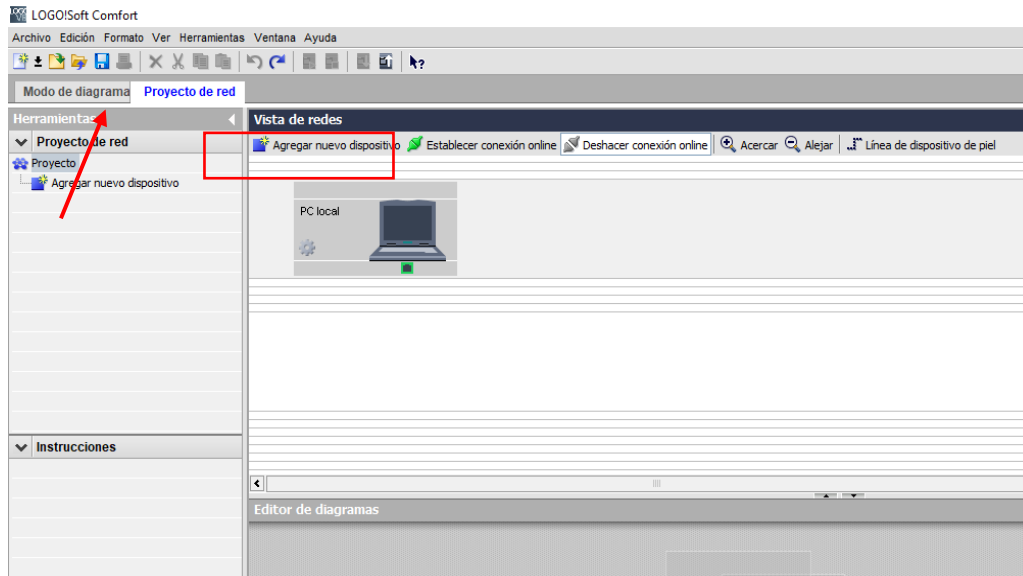 LOGO!Soft Comfort
Archivo Edición Formato Ver Herramientas Ventana Ayuda
Modo de diagrama Proyecto de red
Herramientas
Vista de redes
Proyecto de red
Agregar nuevo dispositivo Establecer conexión online Deshacer conexión online Acercar Alejar Línea de dispositivo de piel
Proyecto
Agregar nuevo dispositivo
PC local
Instrucciones
Editor de diagramas